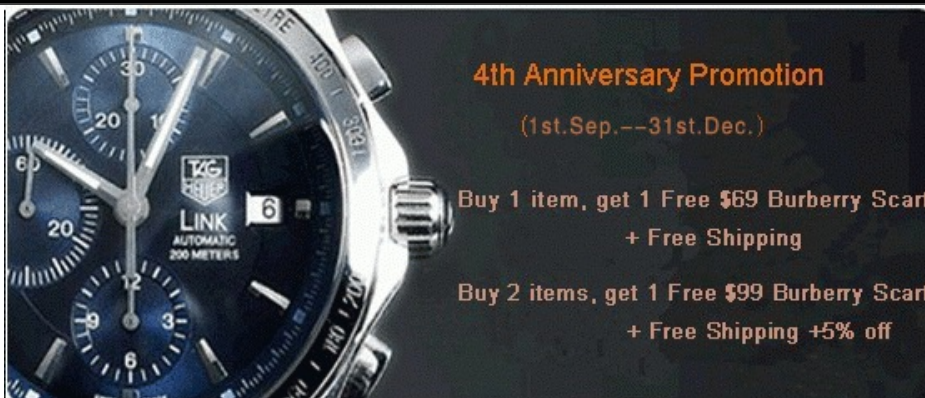 4th Anniversary Promotion
(1st.Sep.--31st.Dec.)
Buy 1 item, get 1 Free $69 Burberry Scarf
+ Free Shipping
Buy 2 items, get 1 Free $99 Burberry Scarf
+ Free Shipping +5% off
TAG
HEUER
LINK
AUTOMATIC
200 METERS
6
30
20
60
20
12
9 3
6
400
200